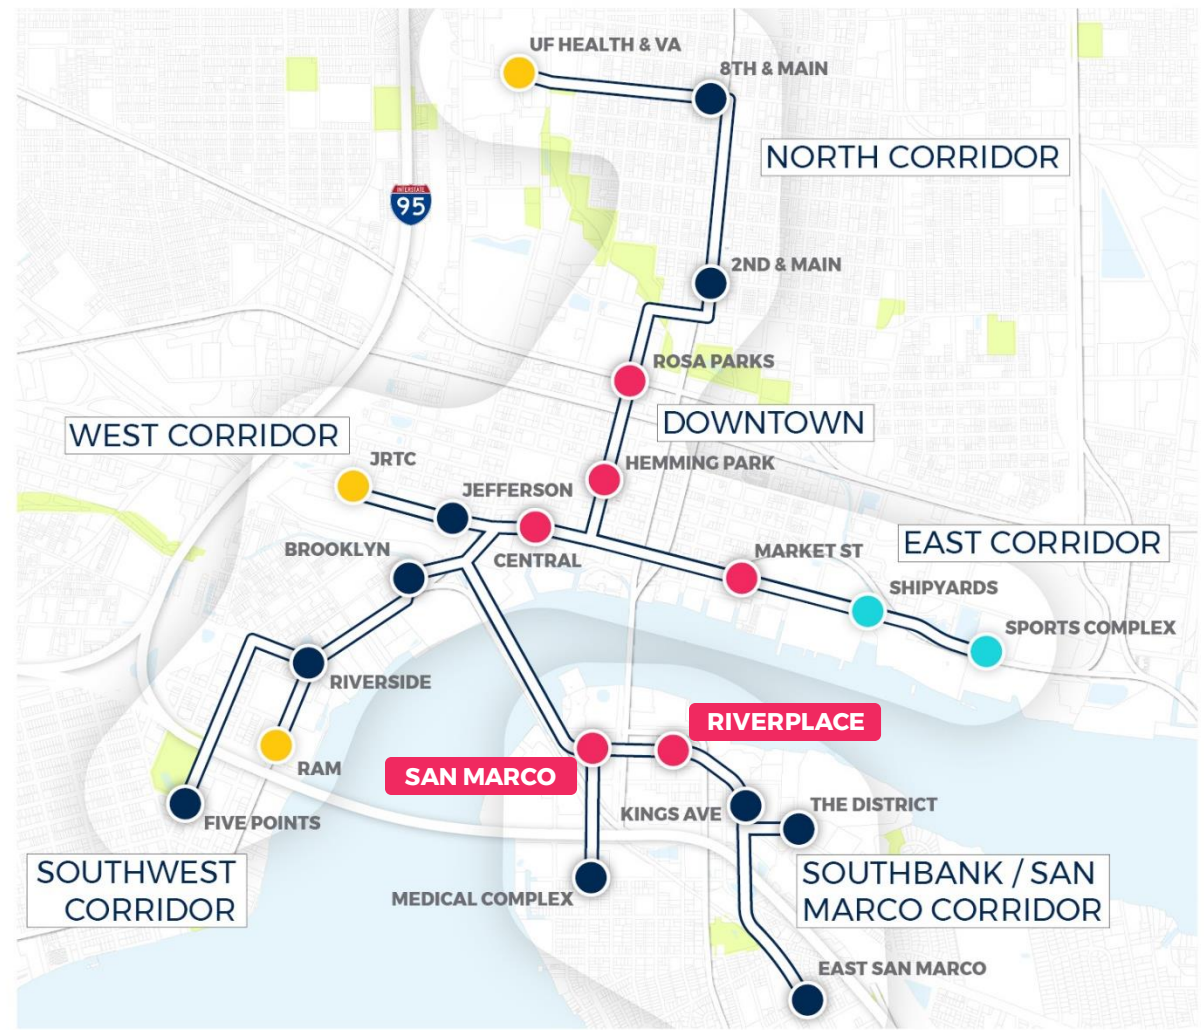 UF HEALTH & VA
8TH & MAIN
NORTH CORRIDOR
INTERSTATE
95
2ND & MAIN
ROSA PARKS
DOWNTOWN
WEST CORRIDOR
JRTC
HEMMING PARK
JEFFERSON
EAST CORRIDOR
BROOKLYN
CENTRAL
MARKET ST
SHIPYARDS
SPORTS COMPLEX
RIVERSIDE
RIVERPLACE
RAM
SAN MARCO
KINGS AVE
THE DISTRICT
FIVE POINTS
SOUTHWEST
CORRIDOR
MEDICAL COMPLEX
SOUTHBANK / SAN
MARCO CORRIDOR
EAST SAN MARCO